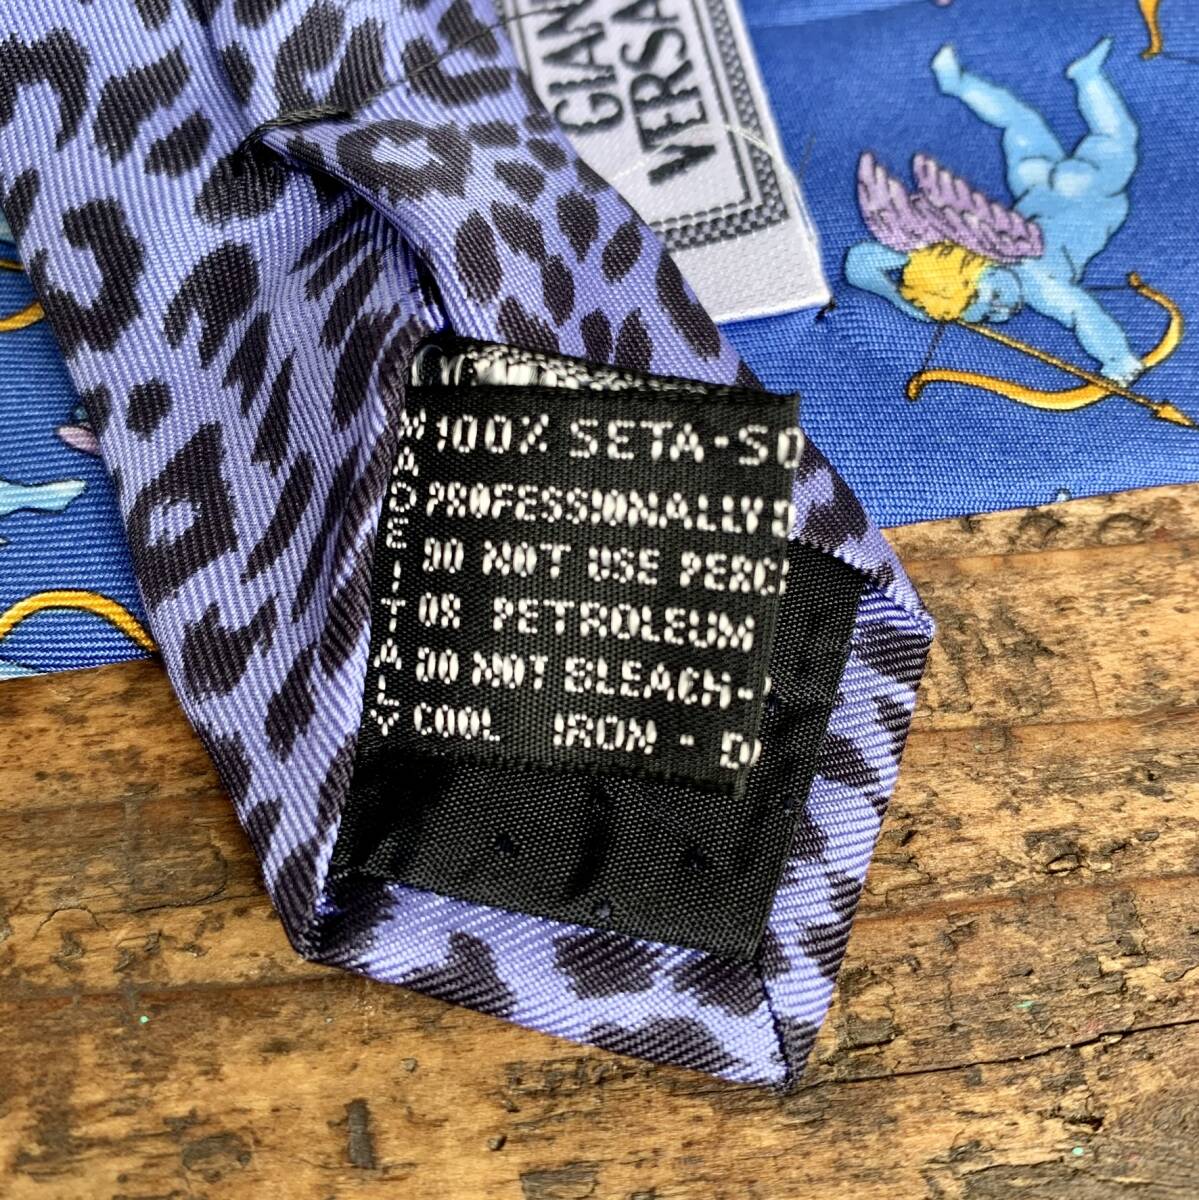 GIAN
VERSA
100% SETA-SO
PROFESSIONALLY D
DO NOT USE PERC
OR PETROLEUM
DO NOT BLEACH-
COOL IRON - D
MADE ITALY